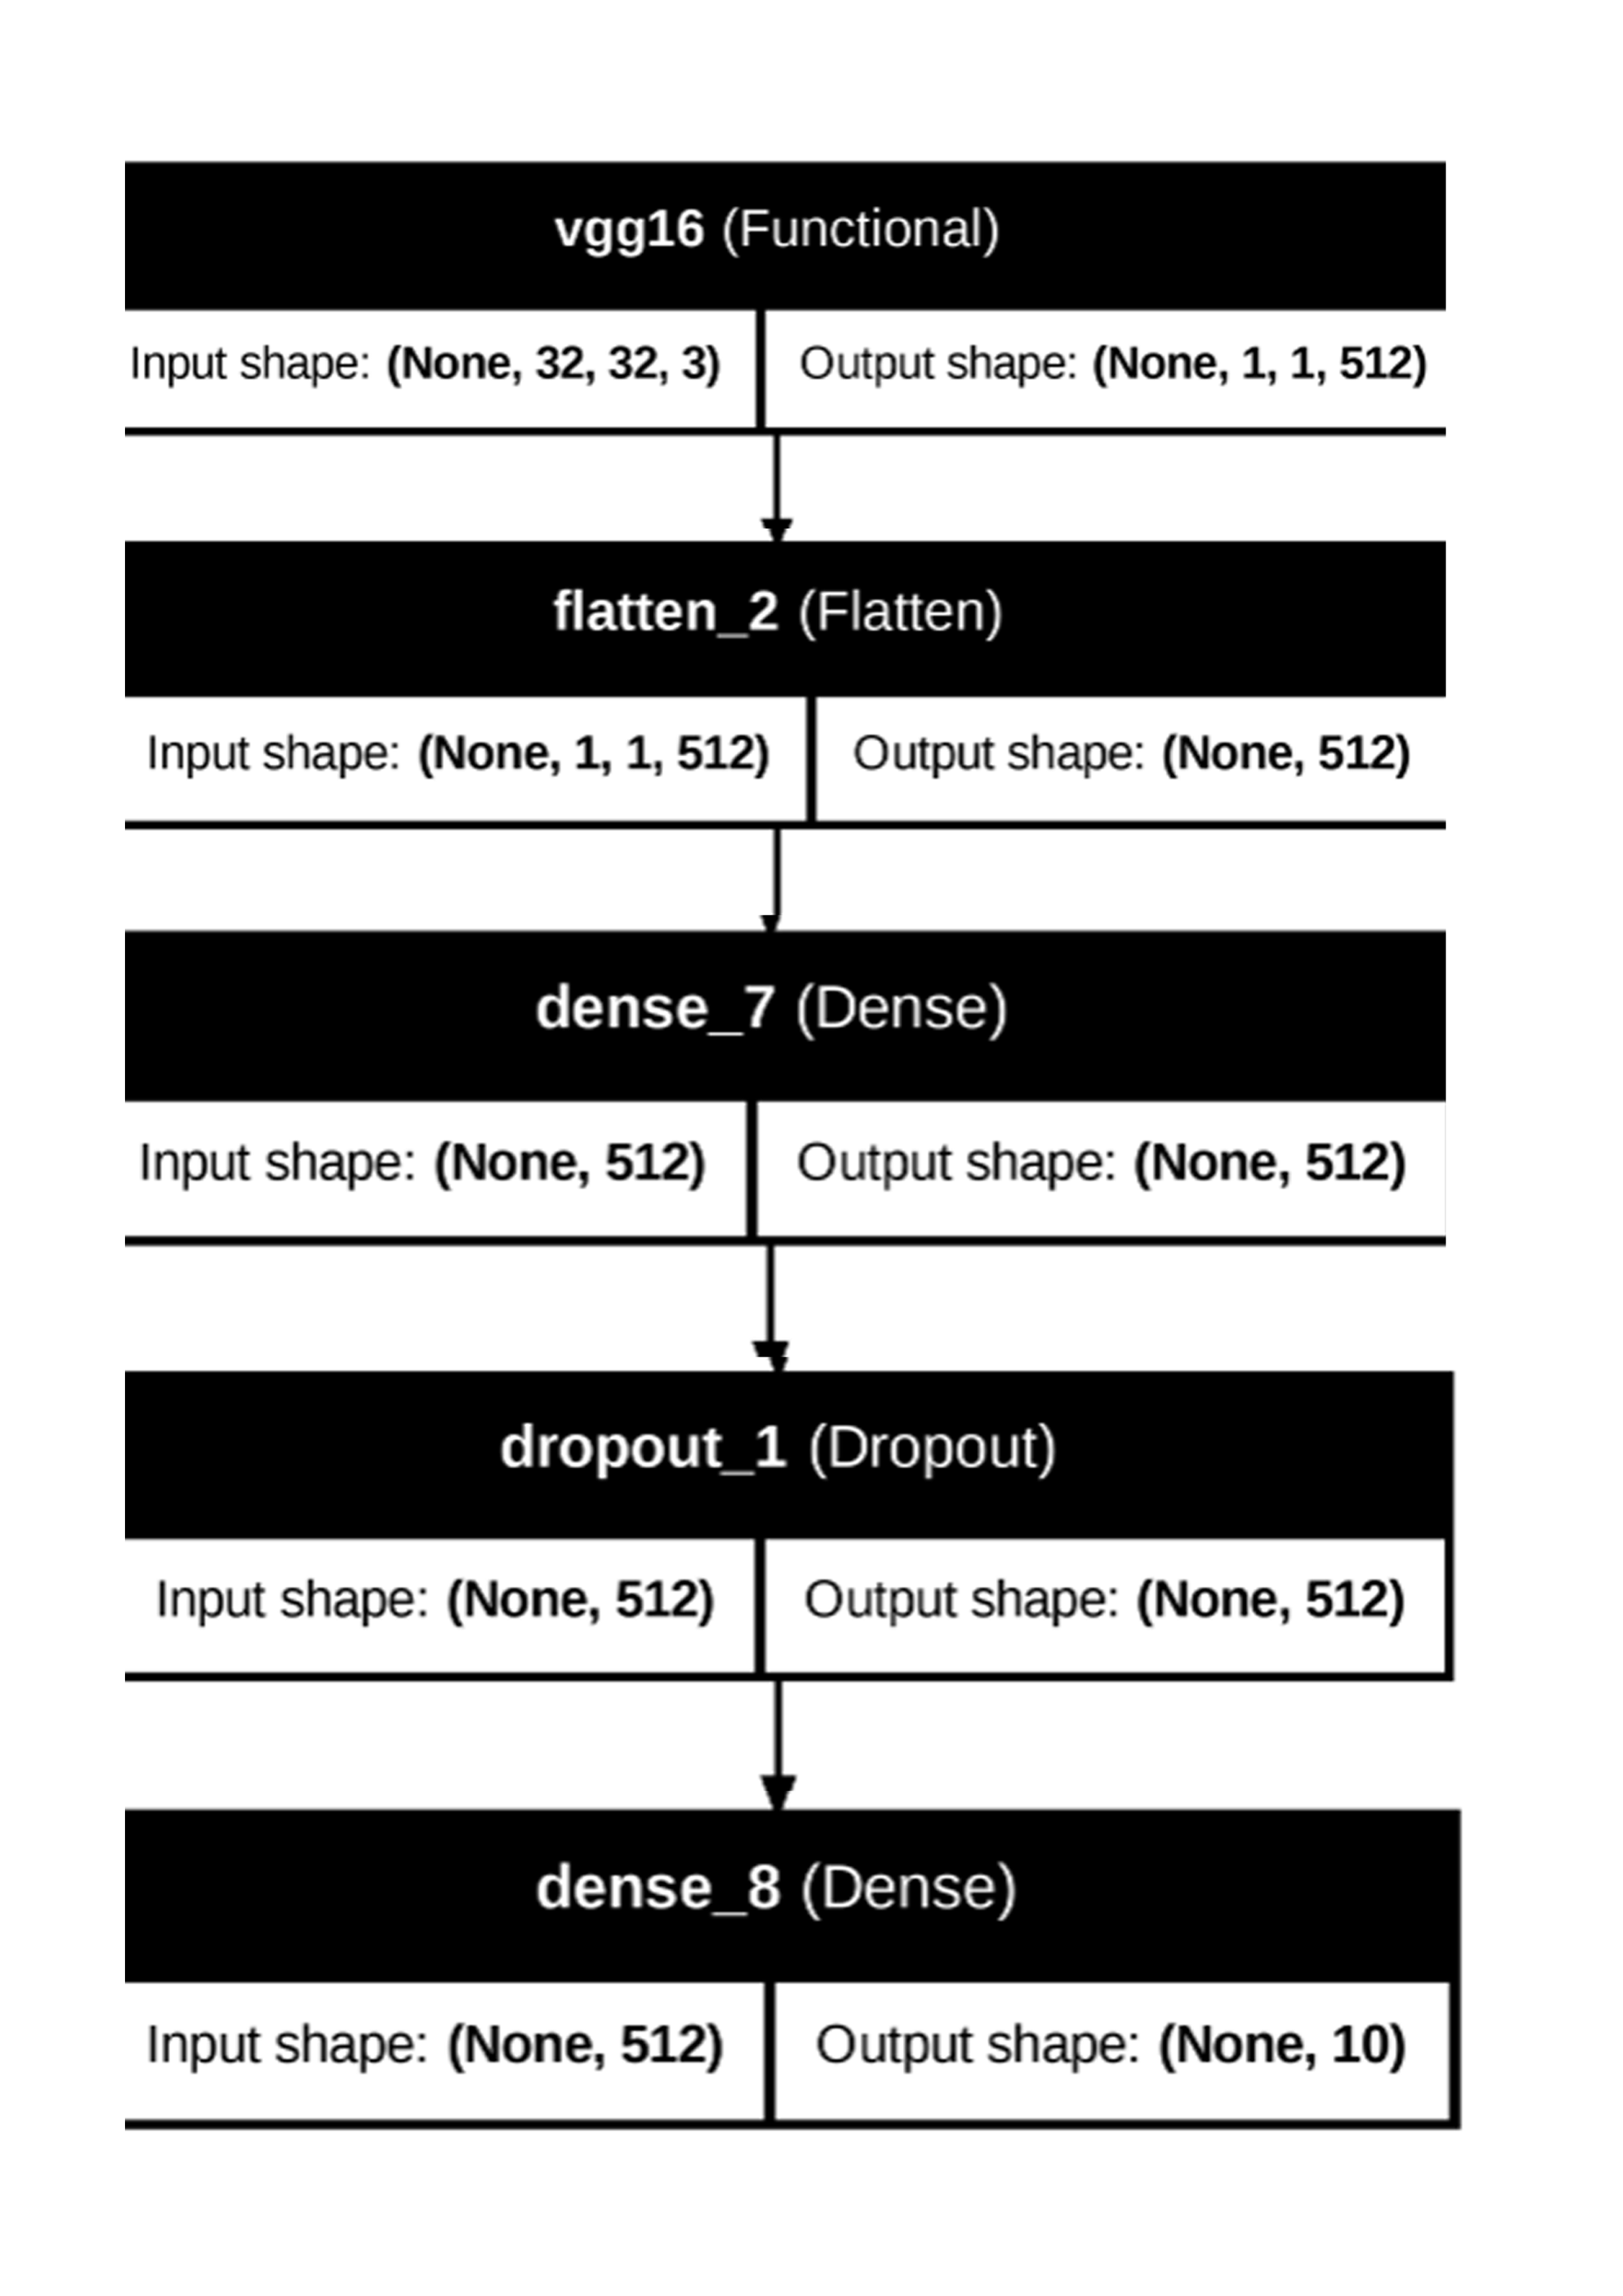 vgg16 (Functional)
Input shape: (None, 32, 32, 3) Output shape: (None, 1, 1, 512)
flatten_2 (Flatten)
Input shape: (None, 1, 1, 512) Output shape: (None, 512)
dense_7 (Dense)
Input shape: (None, 512) Output shape: (None, 512)
dropout_1 (Dropout)
Input shape: (None, 512) Output shape: (None, 512)
dense_8 (Dense)
Input shape: (None, 512) Output shape: (None, 10)